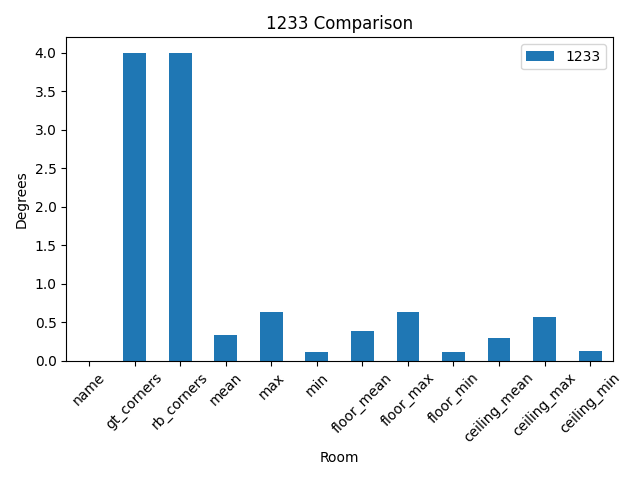 1233 Comparison
1233
Degrees
4.0
3.5
3.0
2.5
2.0
1.5
1.0
0.5
0.0
name
gt_corners
rb_corners
mean
max
min
floor_mean
floor_max
floor_min
ceiling_mean
ceiling_max
ceiling_min
Room